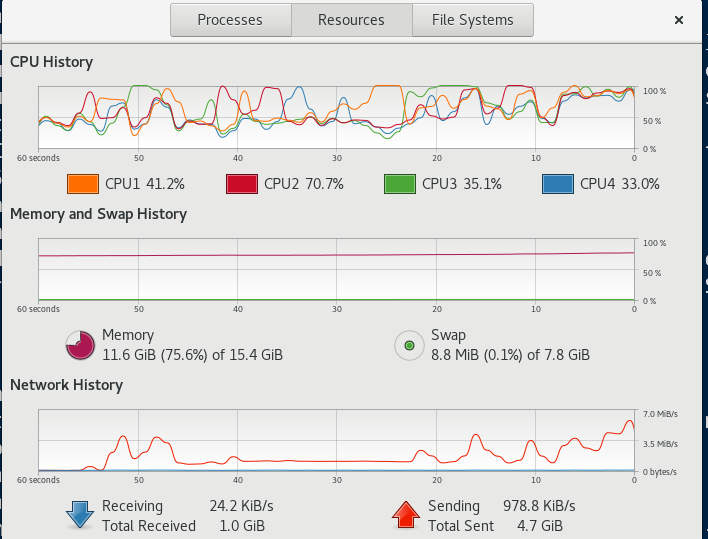 Processes Resources File Systems ×
CPU History
100 %
50 %
0 %
60 seconds 50 40 30 20 10 0
CPU1 41.2% CPU2 70.7% CPU3 35.1% CPU4 33.0%
Memory and Swap History
100 %
50 %
0 %
60 seconds 50 40 30 20 10 0
Memory Swap
11.6 GiB (75.6%) of 15.4 GiB 8.8 MiB (0.1%) of 7.8 GiB
Network History
7.0 MiB/s
3.5 MiB/s
0 bytes/s
60 seconds 50 40 30 20 10 0
Receiving 24.2 KiB/s Sending 978.8 KiB/s
Total Received 1.0 GiB Total Sent 4.7 GiB